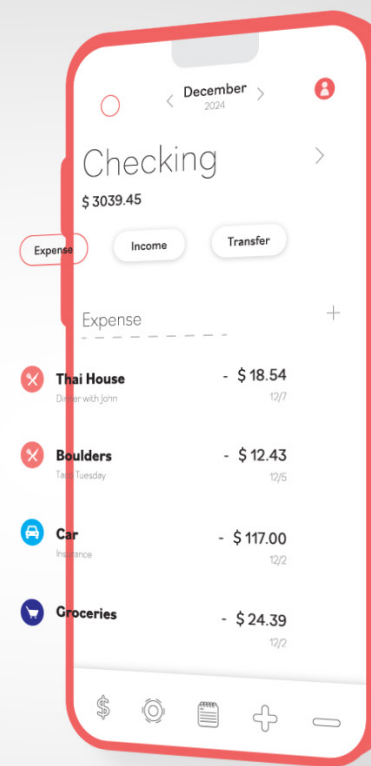 December
2024
Checking
$ 3039.45
Expense
Income
Transfer
Expense
Thai House
- $ 18.54
Dinner with John
12/7
Boulders
- $ 12.43
Taco Tuesday
12/5
Car
- $ 117.00
Insurance
12/2
Groceries
- $ 24.39
12/2